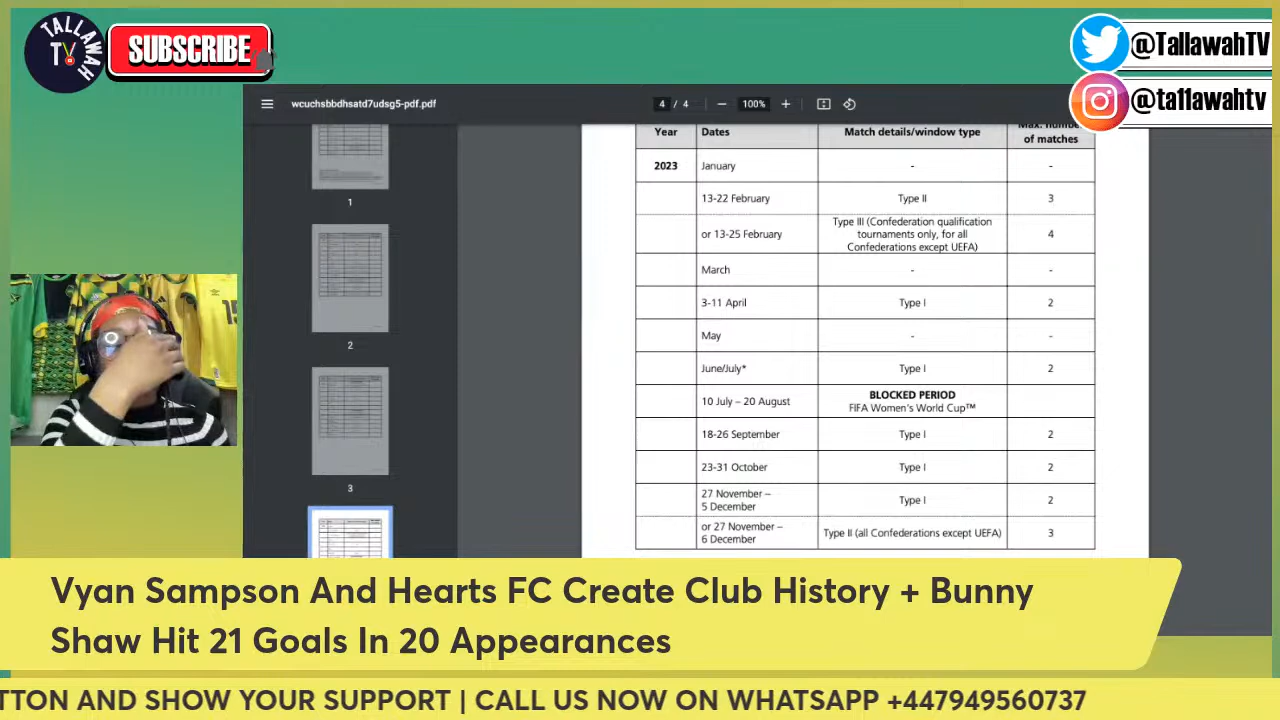 TALLAWAH
TV
SUBSCRIBE
@TallawahTV
@ta11awahtv
wcuchsbbdhsatd7udsg5-pdf.pdf
4 / 4
100%
Year Dates Match details/window type Max. number of matches
2023 January - -
13-22 February Type II 3
or 13-25 February Type III (Confederation qualification tournaments only, for all Confederations except UEFA) 4
March - -
3-11 April Type I 2
May - -
June/July* Type I 2
10 July – 20 August BLOCKED PERIOD FIFA Women's World Cup™
18-26 September Type I 2
23-31 October Type I 2
27 November – 5 December Type I 2
or 27 November – 6 December Type II (all Confederations except UEFA) 3
1
2
3
15
Vyan Sampson And Hearts FC Create Club History + Bunny
Shaw Hit 21 Goals In 20 Appearances
TTON AND SHOW YOUR SUPPORT | CALL US NOW ON WHATSAPP +447949560737